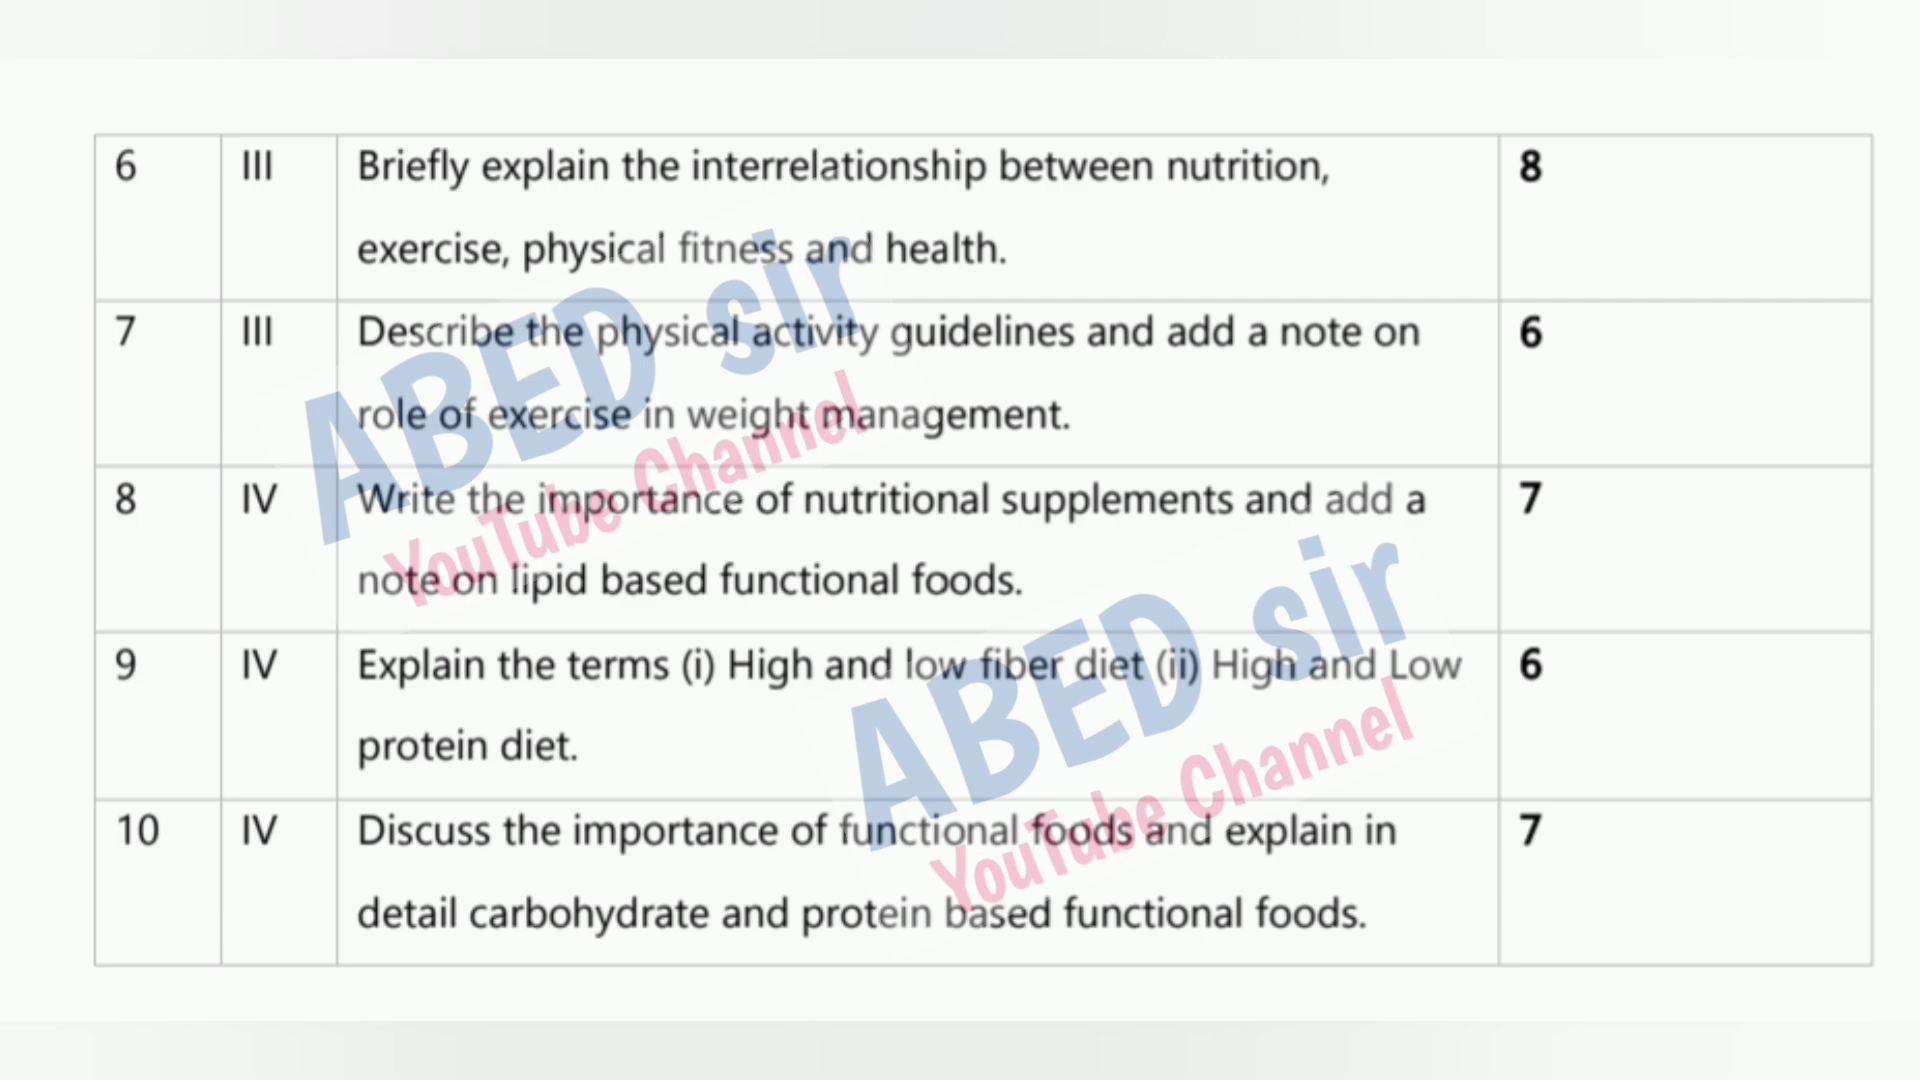 6 III Briefly explain the interrelationship between nutrition, 8
exercise, physical fitness and health.
7 III Describe the physical activity guidelines and add a note on 6
role of exercise in weight management.
8 IV Write the importance of nutritional supplements and add a 7
note on lipid based functional foods.
9 IV Explain the terms (i) High and low fiber diet (ii) High and Low 6
protein diet.
10 IV Discuss the importance of functional foods and explain in 7
detail carbohydrate and protein based functional foods.
ABED sir
YouTube Channel
ABED sir
YouTube Channel